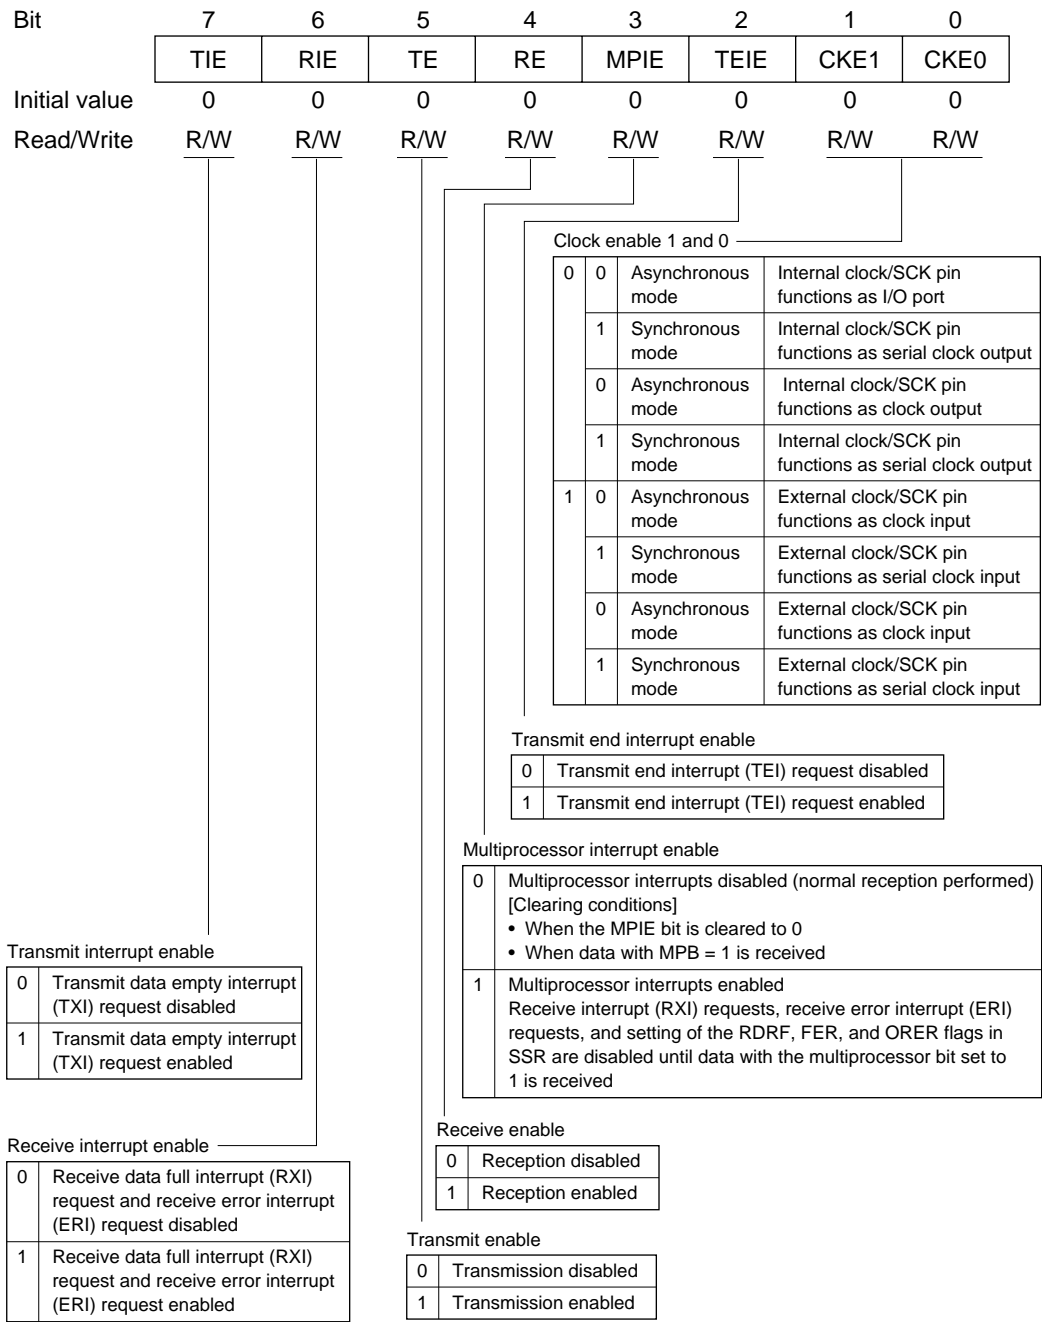 Bit 7 6 5 4 3 2 1 0
TIE RIE TE RE MPIE TEIE CKE1 CKE0
Initial value 0 0 0 0 0 0 0 0
Read/Write R/W R/W R/W R/W R/W R/W R/W R/W
Clock enable 1 and 0
0 0 Asynchronous Internal clock/SCK pin
mode functions as I/O port
1 Synchronous Internal clock/SCK pin
mode functions as serial clock output
0 Asynchronous Internal clock/SCK pin
mode functions as clock output
1 Synchronous Internal clock/SCK pin
mode functions as serial clock output
1 0 Asynchronous External clock/SCK pin
mode functions as clock input
1 Synchronous External clock/SCK pin
mode functions as serial clock input
0 Asynchronous External clock/SCK pin
mode functions as clock input
1 Synchronous External clock/SCK pin
mode functions as serial clock input
Transmit end interrupt enable
0 Transmit end interrupt (TEI) request disabled
1 Transmit end interrupt (TEI) request enabled
Multiprocessor interrupt enable
0 Multiprocessor interrupts disabled (normal reception performed)
[Clearing conditions]
• When the MPIE bit is cleared to 0
• When data with MPB = 1 is received
1 Multiprocessor interrupts enabled
Receive interrupt (RXI) requests, receive error interrupt (ERI)
requests, and setting of the RDRF, FER, and ORER flags in
SSR are disabled until data with the multiprocessor bit set to
1 is received
Transmit interrupt enable
0 Transmit data empty interrupt
(TXI) request disabled
1 Transmit data empty interrupt
(TXI) request enabled
Receive enable
0 Reception disabled
1 Reception enabled
Receive interrupt enable
0 Receive data full interrupt (RXI)
request and receive error interrupt
(ERI) request disabled
1 Receive data full interrupt (RXI)
request and receive error interrupt
(ERI) request enabled
Transmit enable
0 Transmission disabled
1 Transmission enabled